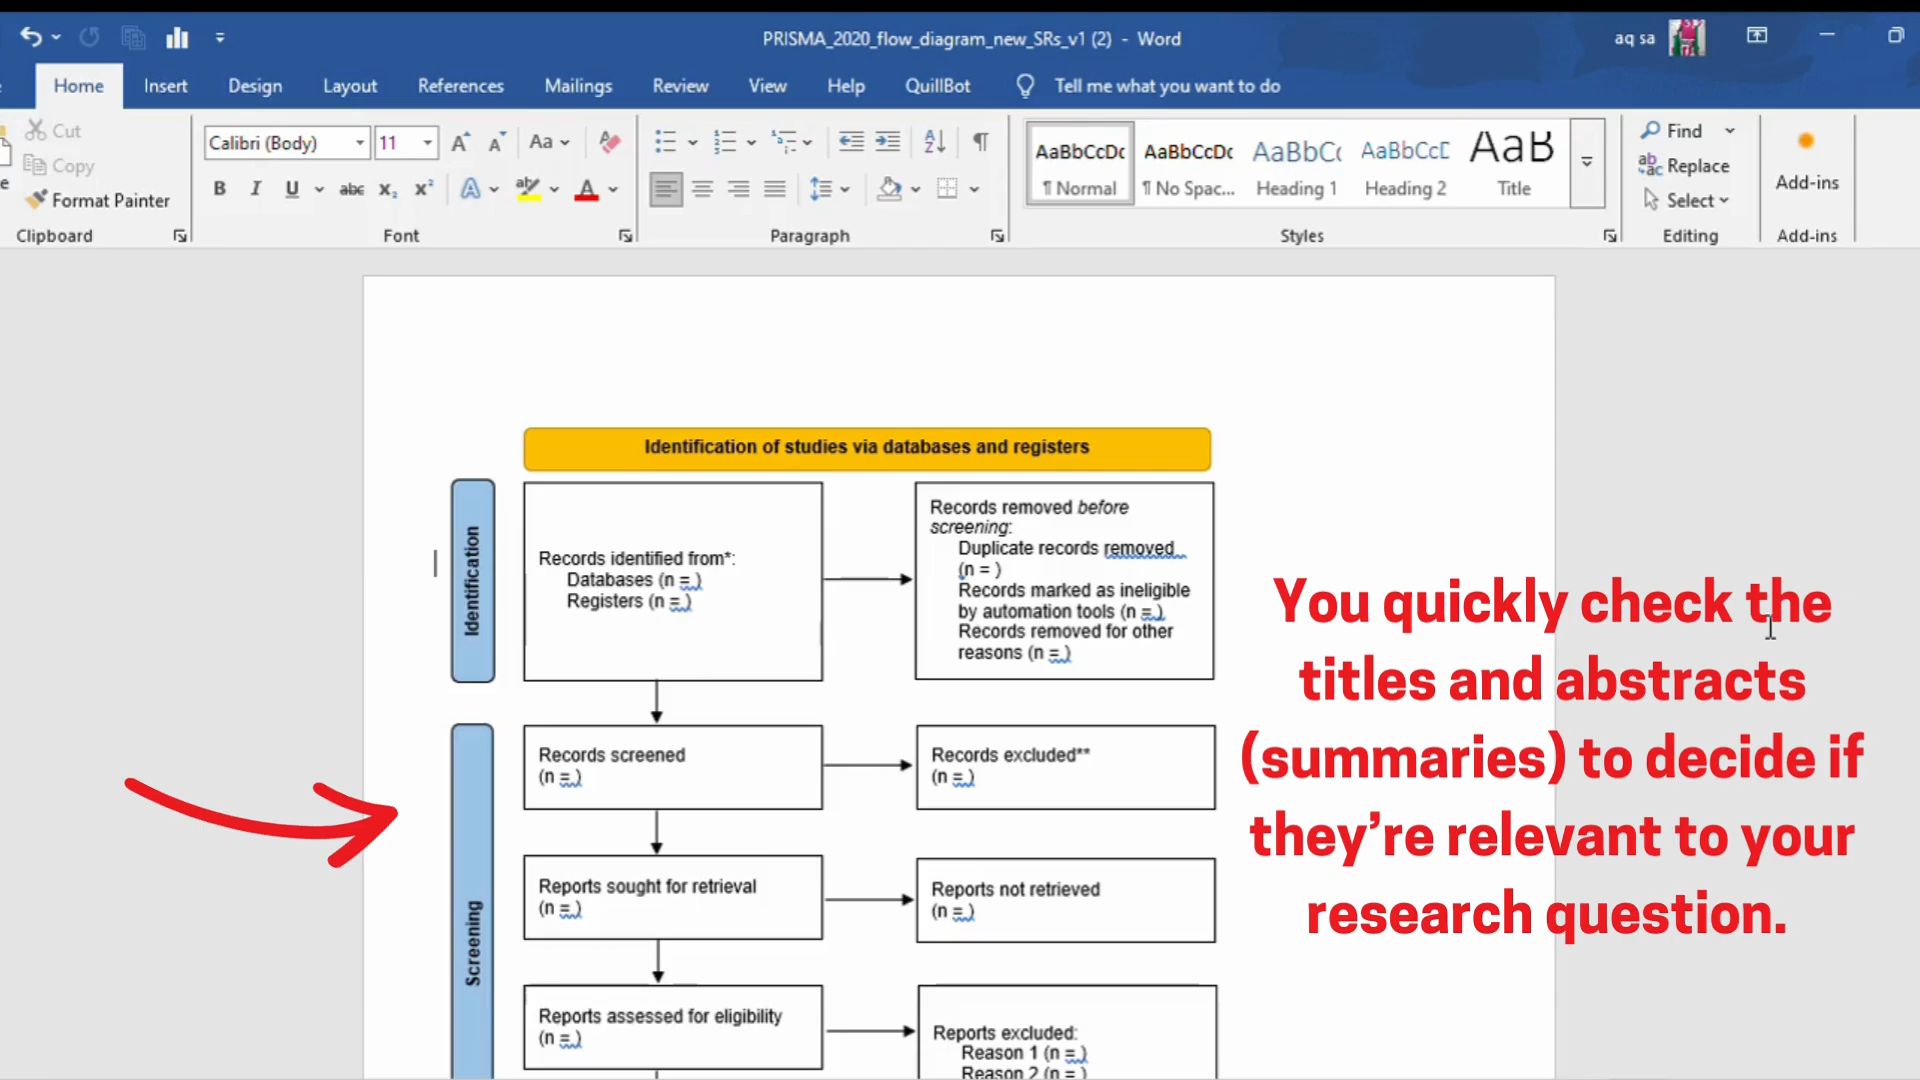 PRISMA_2020_flow_diagram_new_SRs_v1 (2) - Word
aq sa
Home Insert Design Layout References Mailings Review View Help QuillBot Tell me what you want to do
Cut
Copy
Format Painter
Clipboard
Calibri (Body) 11
Aa
B I U abc x₂ x² A ab A
Font
Paragraph
AaBbCcDc AaBbCcDc AaBbCc AaBbCcD AaB
¶ Normal ¶ No Spac... Heading 1 Heading 2 Title
Styles
Find
Replace
Select
Editing
Add-ins
Add-ins
Identification of studies via databases and registers
Identification
Records identified from*:
Databases (n = )
Registers (n = )
Records removed before
screening:
Duplicate records removed
(n = )
Records marked as ineligible
by automation tools (n = )
Records removed for other
reasons (n = )
Screening
Records screened
(n = )
Records excluded**
(n = )
Reports sought for retrieval
(n = )
Reports not retrieved
(n = )
Reports assessed for eligibility
(n = )
Reports excluded:
Reason 1 (n = )
Reason 2 (n = )
You quickly check the
titles and abstracts
(summaries) to decide if
they’re relevant to your
research question.